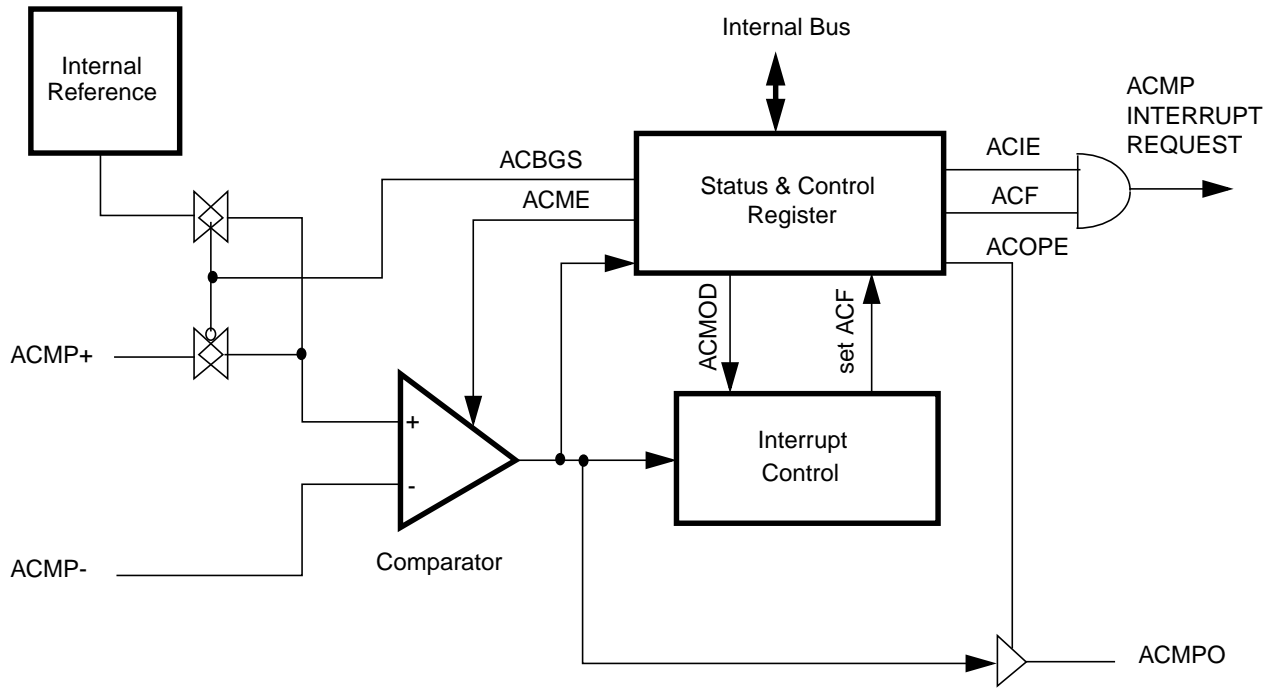 Internal Bus
Internal
Reference
ACMP
INTERRUPT
REQUEST
ACBGS
ACME
Status & Control
Register
ACIE
ACF
ACOPE
ACMOD
set ACF
ACMP+
+
-
Interrupt
Control
Comparator
ACMP-
ACMPO